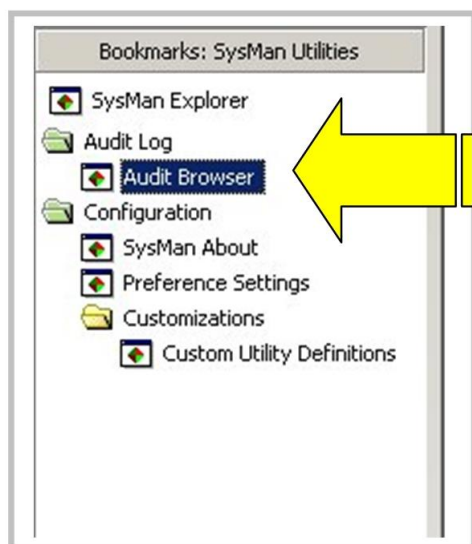 Bookmarks: SysMan Utilities
SysMan Explorer
Audit Log
Audit Browser
Configuration
SysMan About
Preference Settings
Customizations
Custom Utility Definitions